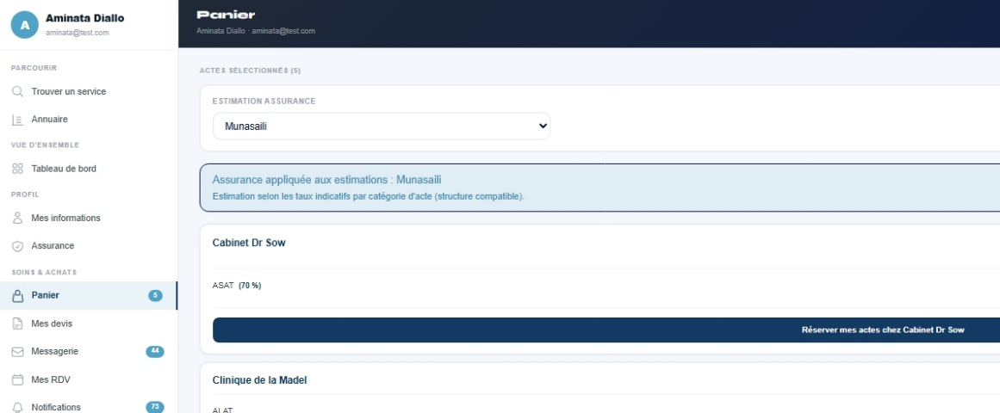 A
Aminata Diallo
aminata@test.com
PARCOURIR
Trouver un service
Annuaire
VUE D'ENSEMBLE
Tableau de bord
PROFIL
Mes informations
Assurance
SOINS & ACHATS
Panier 5
Mes devis
Messagerie 44
Mes RDV
Notifications 73
Panier
Aminata Diallo · aminata@test.com
ACTES SÉLECTIONNÉS (5)
ESTIMATION ASSURANCE
Munasaili
Assurance appliquée aux estimations : Munasaili
Estimation selon les taux indicatifs par catégorie d'acte (structure compatible).
Cabinet Dr Sow
ASAT (70 %)
Réserver mes actes chez Cabinet Dr Sow
Clinique de la Madel
ALAT